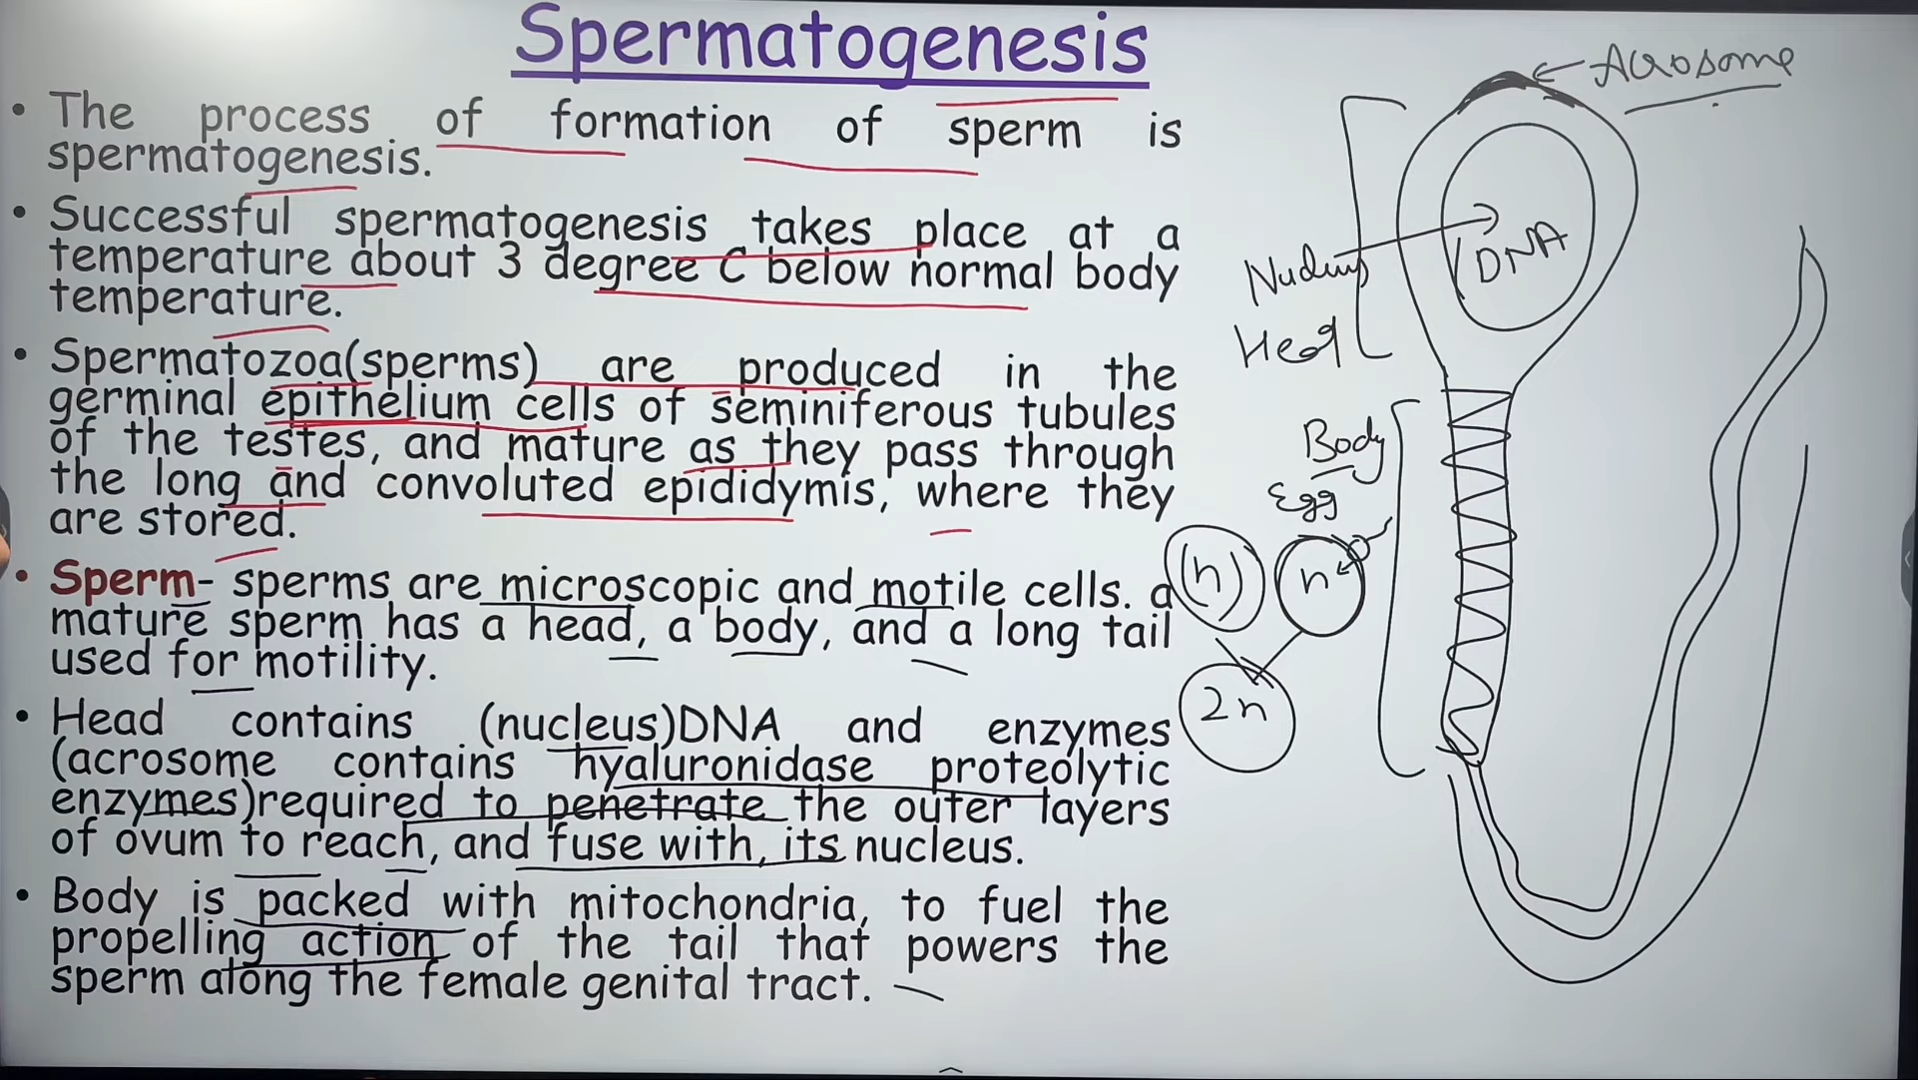 Spermatogenesis
• The process of formation of sperm is
spermatogenesis.
• Successful spermatogenesis takes place at a
temperature about 3 degree C below normal body
temperature.
• Spermatozoa(sperms) are produced in the
germinal epithelium cells of seminiferous tubules
of the testes, and mature as they pass through
the long and convoluted epididymis, where they
are stored.
• Sperm- sperms are microscopic and motile cells. a
mature sperm has a head, a body, and a long tail
used for motility.
• Head contains (nucleus)DNA and enzymes
(acrosome contains hyaluronidase proteolytic
enzymes)required to penetrate the outer layers
of ovum to reach, and fuse with, its nucleus.
• Body is packed with mitochondria, to fuel the
propelling action of the tail that powers the
sperm along the female genital tract.
Acrosome
DNA
Nucleus
Head
Body
Egg
n
n
2n